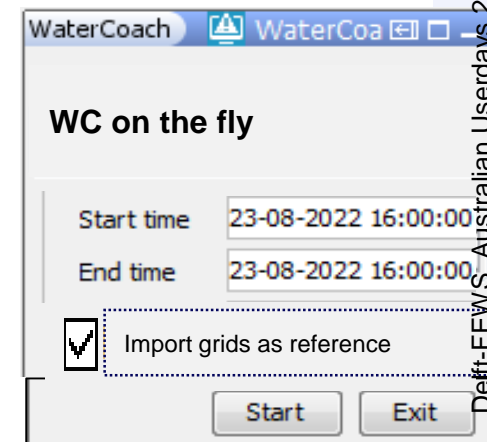 WaterCoach WaterCoa
WC on the fly
Start time 23-08-2022 16:00:00
End time 23-08-2022 16:00:00
Import grids as reference
Start Exit
Delft-FEWS Australian Userdays 2